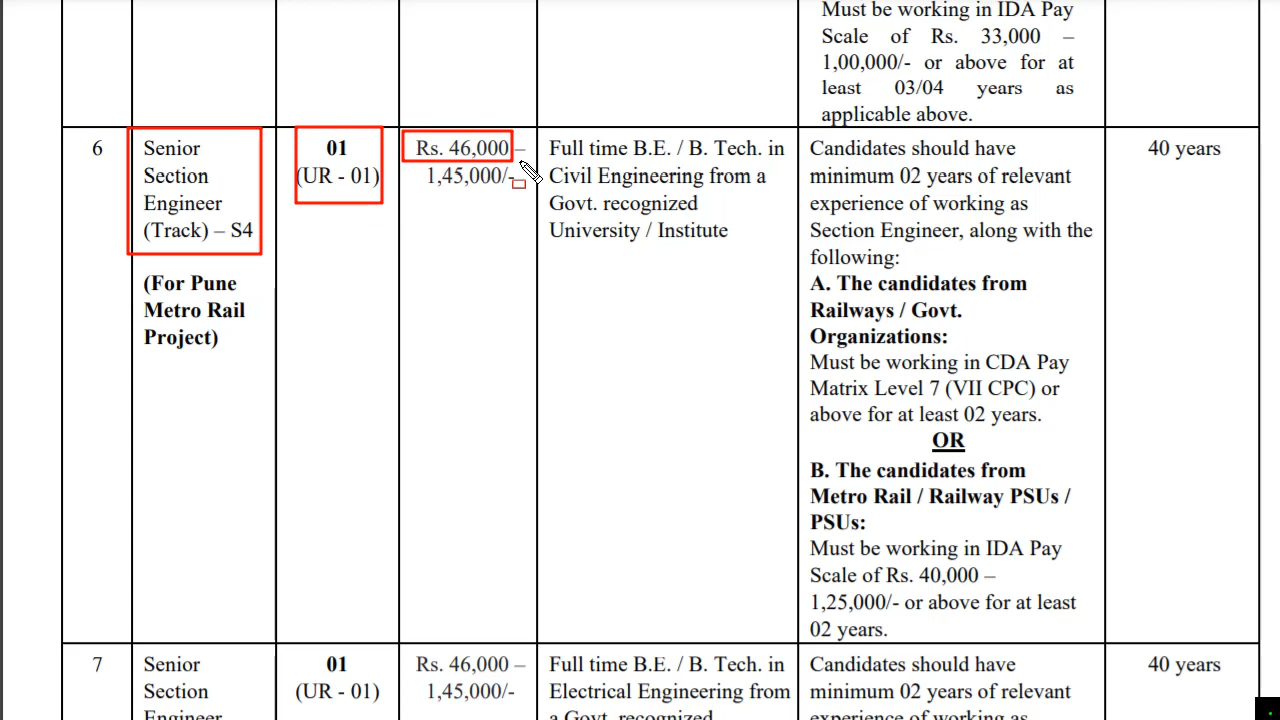 Must be working in IDA Pay
Scale of Rs. 33,000 –
1,00,000/- or above for at
least 03/04 years as
applicable above.
6
Senior
Section
Engineer
(Track) – S4
(For Pune
Metro Rail
Project)
01
(UR - 01)
Rs. 46,000 –
1,45,000/-
Full time B.E. / B. Tech. in
Civil Engineering from a
Govt. recognized
University / Institute
Candidates should have
minimum 02 years of relevant
experience of working as
Section Engineer, along with the
following:
A. The candidates from
Railways / Govt.
Organizations:
Must be working in CDA Pay
Matrix Level 7 (VII CPC) or
above for at least 02 years.
OR
B. The candidates from
Metro Rail / Railway PSUs /
PSUs:
Must be working in IDA Pay
Scale of Rs. 40,000 –
1,25,000/- or above for at least
02 years.
40 years
7
Senior
Section
Engineer
01
(UR - 01)
Rs. 46,000 –
1,45,000/-
Full time B.E. / B. Tech. in
Electrical Engineering from
a Govt. recognized
Candidates should have
minimum 02 years of relevant
experience of working as
40 years